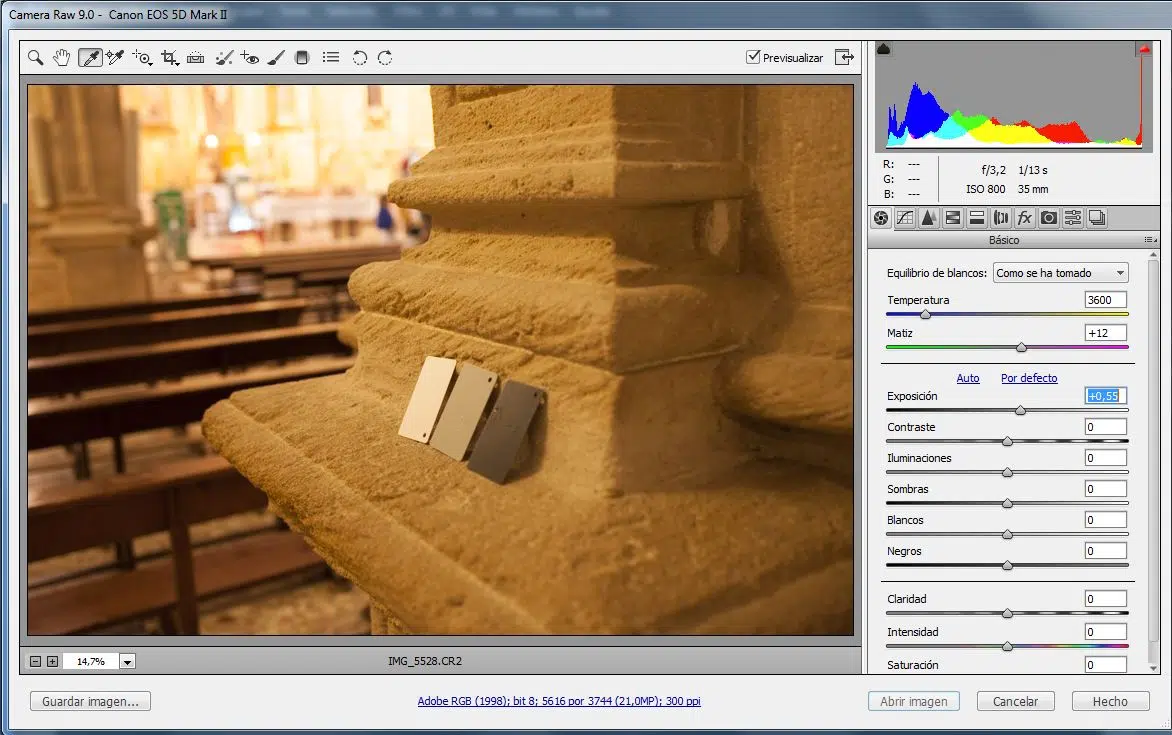 Camera Raw 9.0 - Canon EOS 5D Mark II
Previsualizar
R: ---
G: ---
B: ---
f/3,2 1/13 s
ISO 800 35 mm
fx
Básico
Equilibrio de blancos: Como se ha tomado
Temperatura 3600
Matiz +12
Auto Por defecto
Exposición +0,55
Contraste 0
Iluminaciones 0
Sombras 0
Blancos 0
Negros 0
Claridad 0
Intensidad 0
Saturación 0
14,7% IMG_5528.CR2
Guardar imagen... Adobe RGB (1998); bit 8; 5616 por 3744 (21,0MP); 300 ppi Abrir imagen Cancelar Hecho